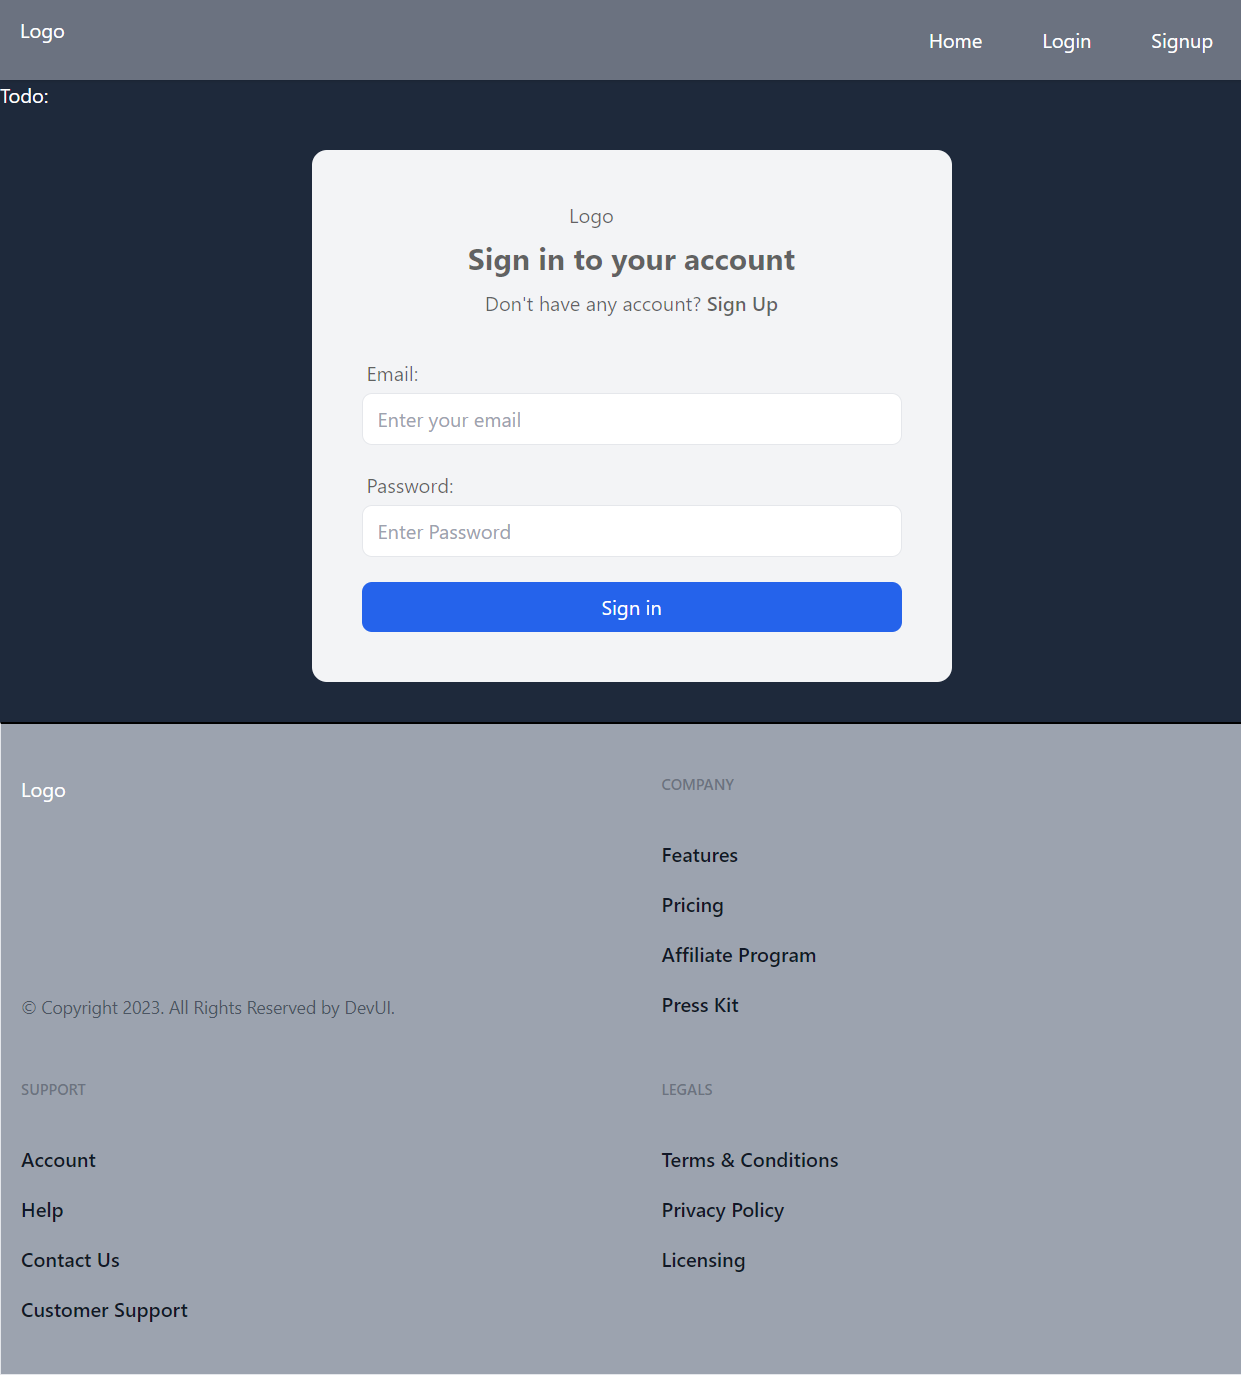 Logo
Home
Login
Signup
Todo:
Logo
Sign in to your account
Don't have any account? Sign Up
Email:
Enter your email
Password:
Enter Password
Sign in
Logo
© Copyright 2023. All Rights Reserved by DevUI.
COMPANY
Features
Pricing
Affiliate Program
Press Kit
SUPPORT
Account
Help
Contact Us
Customer Support
LEGALS
Terms & Conditions
Privacy Policy
Licensing